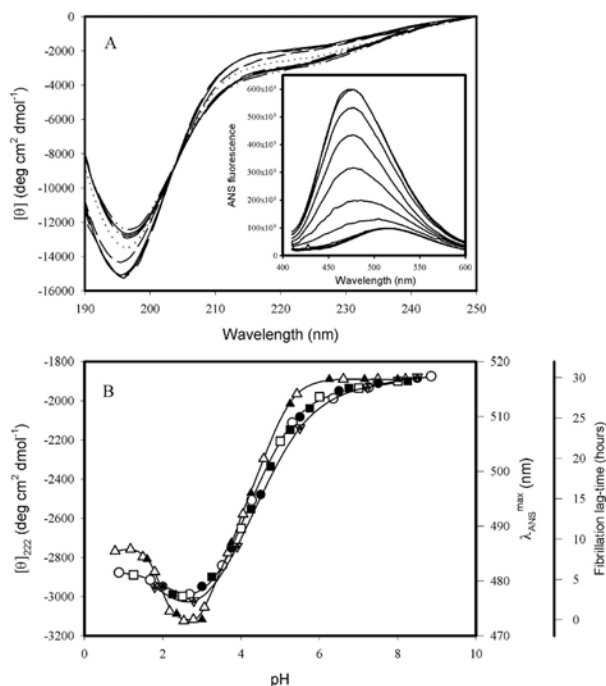 A
0
-2000
-4000
-6000
-8000
-10000
-12000
-14000
-16000
[θ] (deg cm² dmol⁻¹)
190 200 210 220 230 240 250
Wavelength (nm)
600x10³
500x10³
400x10³
300x10³
200x10³
100x10³
0
ANS fluorescence
400 450 500 550 600
Wavelength (nm)
B
-1800
-2000
-2200
-2400
-2600
-2800
-3000
-3200
[θ]₂₂₂
(deg cm² dmol⁻¹)
0 2 4 6 8 10
pH
520
510
500
490
480
470
λ_ANS^max (nm)
30
25
20
15
10
5
0
Fibrillation lag-time (hours)